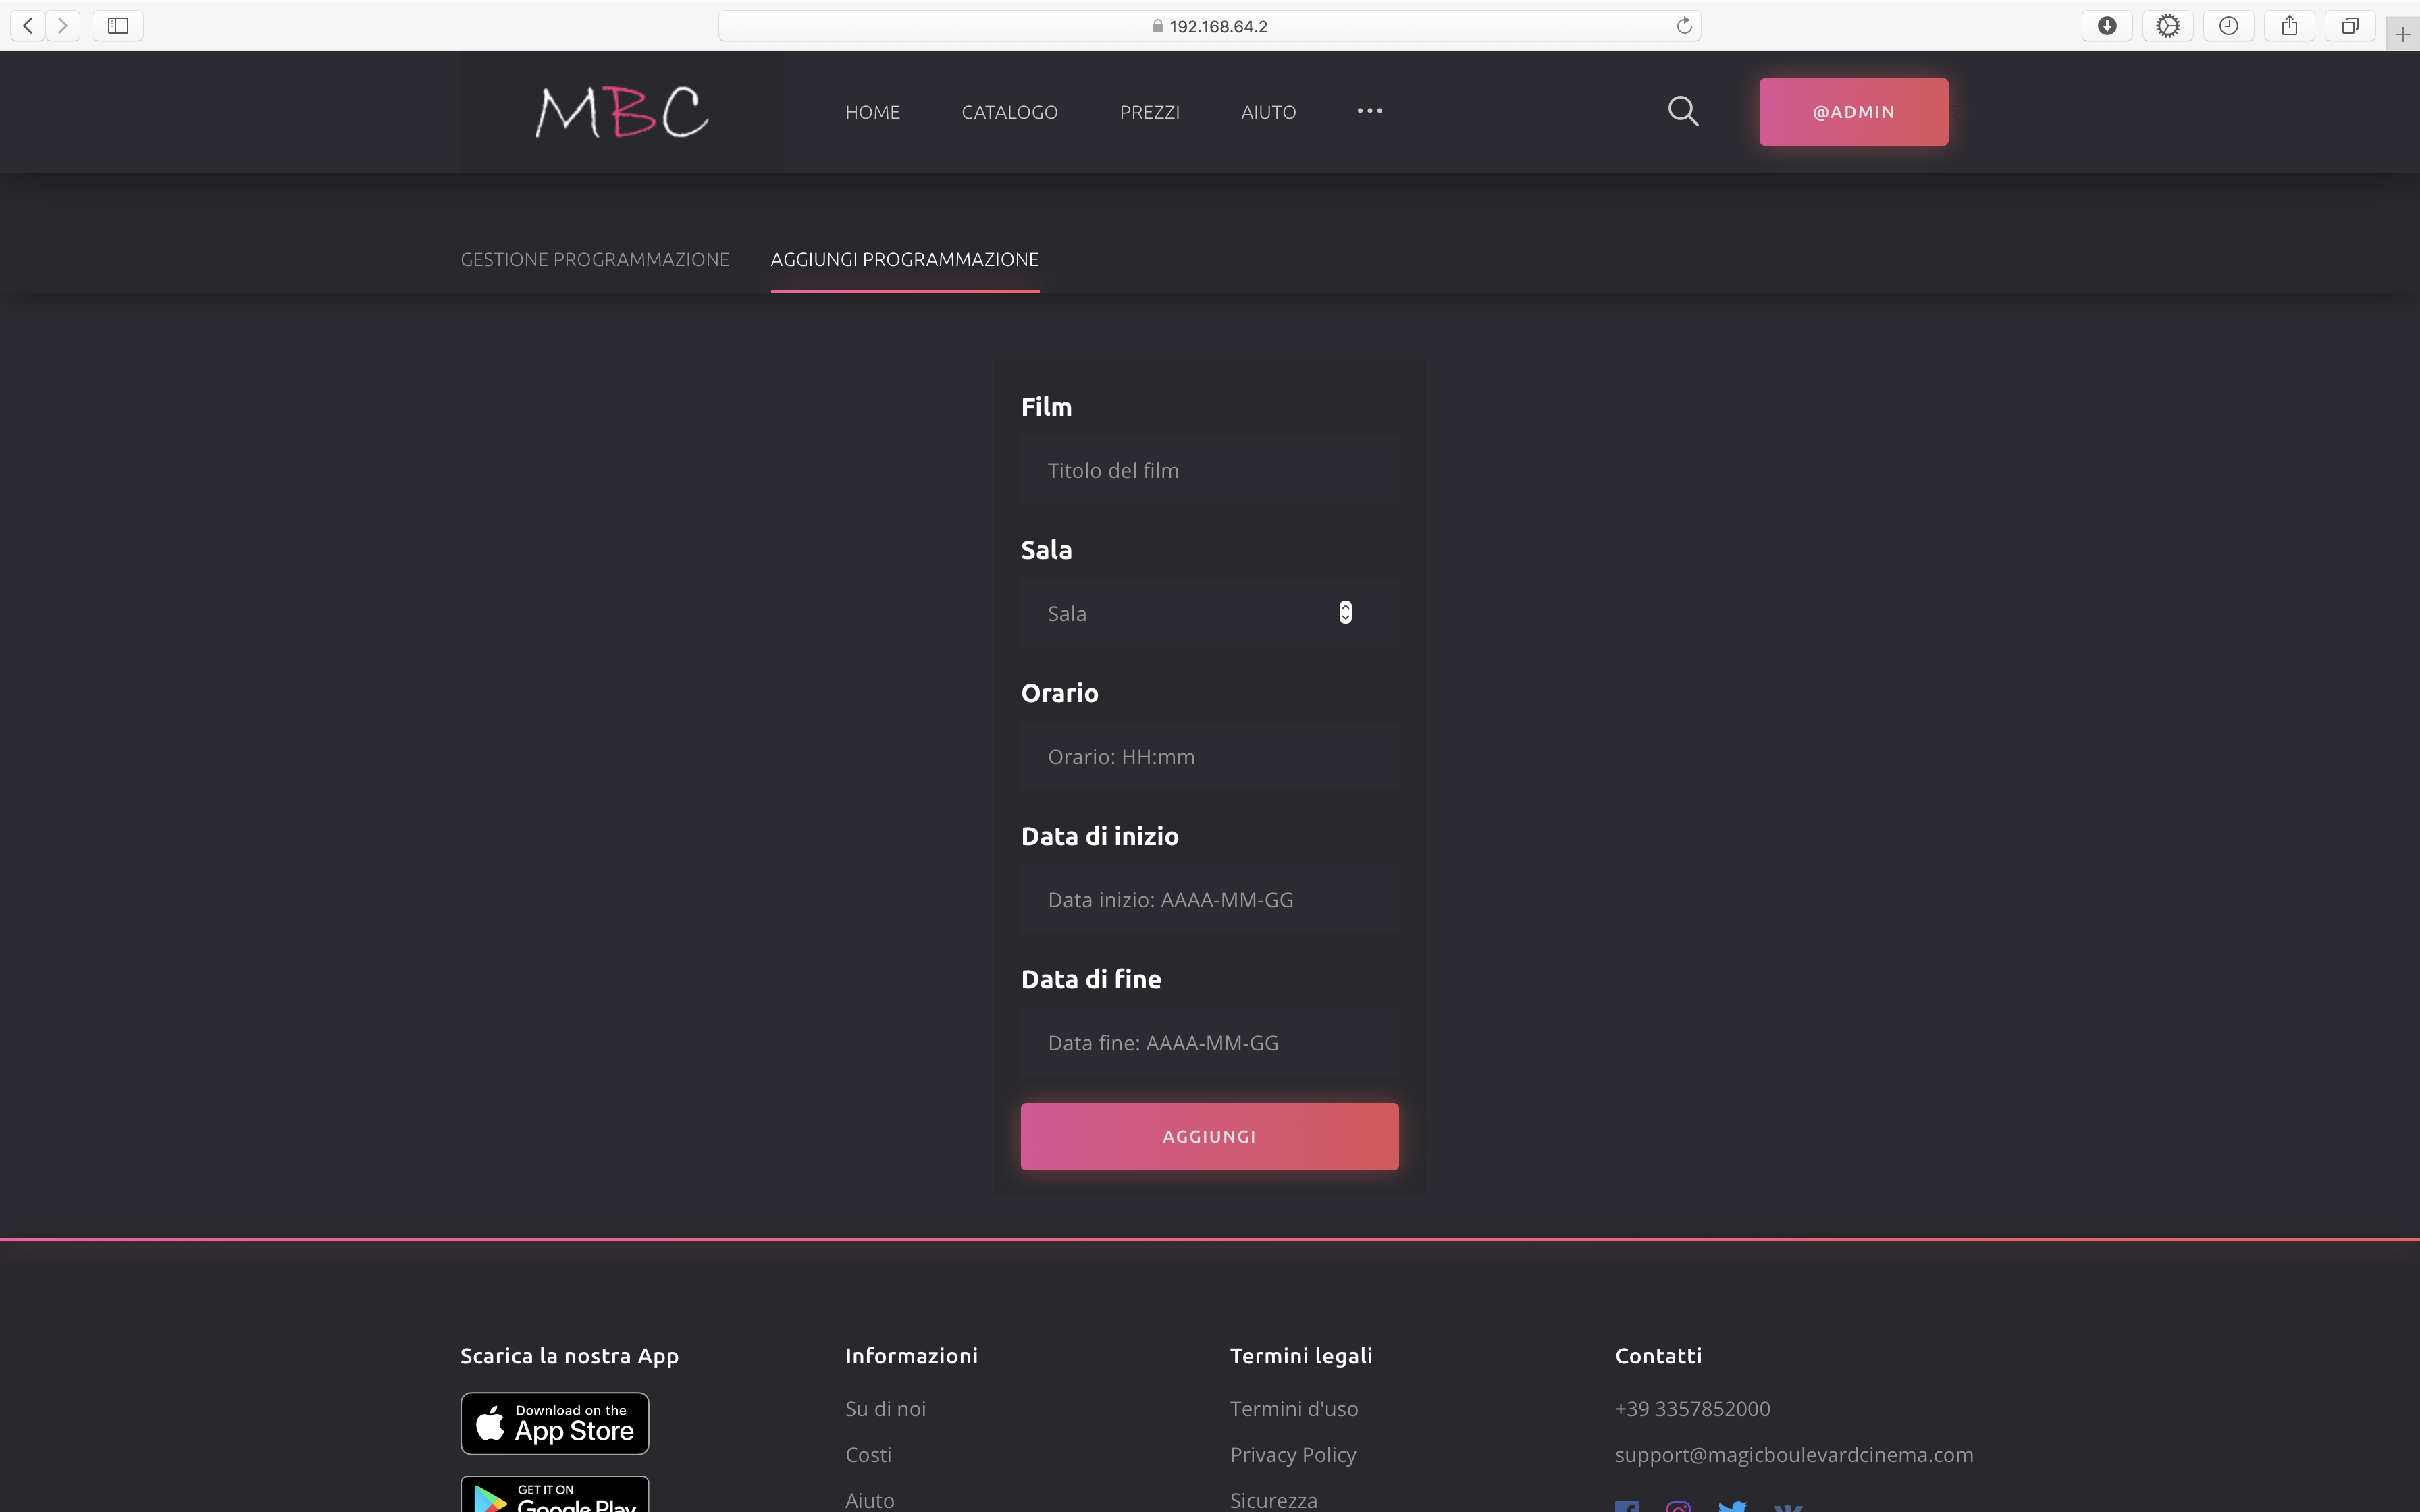 192.168.64.2
MBC
HOME CATALOGO PREZZI AIUTO ••• @ADMIN
GESTIONE PROGRAMMAZIONE AGGIUNGI PROGRAMMAZIONE
Film
Titolo del film
Sala
Sala
Orario
Orario: HH:mm
Data di inizio
Data inizio: AAAA-MM-GG
Data di fine
Data fine: AAAA-MM-GG
AGGIUNGI
Scarica la nostra App
Download on the
App Store
GET IT ON
Google Play
Informazioni
Su di noi
Costi
Aiuto
Termini legali
Termini d'uso
Privacy Policy
Sicurezza
Contatti
+39 3357852000
support@magicboulevardcinema.com